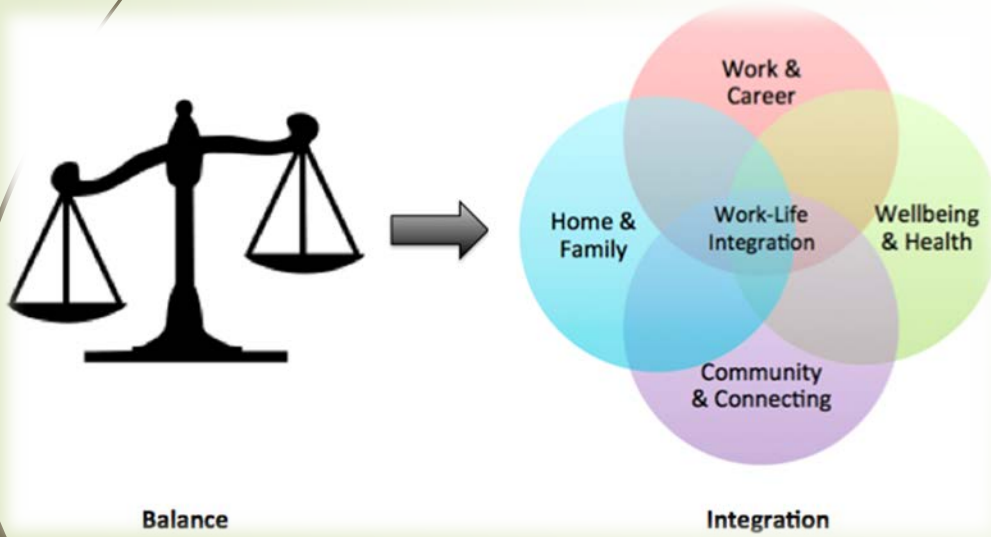 Work &
Career
Home &
Family
Work-Life
Integration
Wellbeing
& Health
Community
& Connecting
Balance
Integration